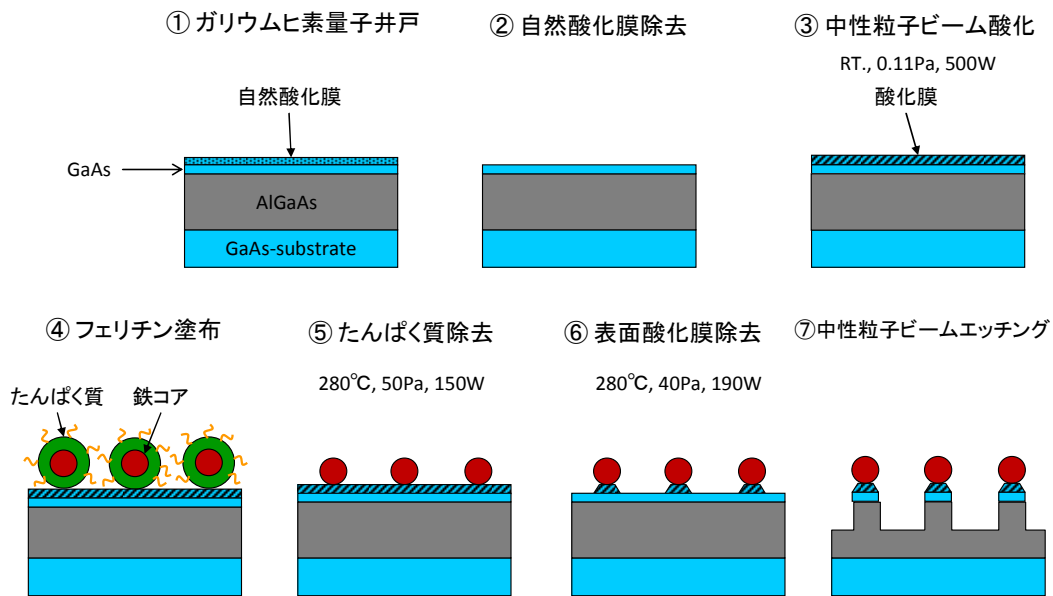 ① ガリウムヒ素量子井戸
② 自然酸化膜除去
③ 中性粒子ビーム酸化
RT., 0.11Pa, 500W
自然酸化膜
酸化膜
GaAs
AlGaAs
GaAs-substrate
④ フェリチン塗布
⑤ たんぱく質除去
⑥ 表面酸化膜除去
⑦中性粒子ビームエッチング
280℃, 50Pa, 150W
280℃, 40Pa, 190W
たんぱく質
鉄コア